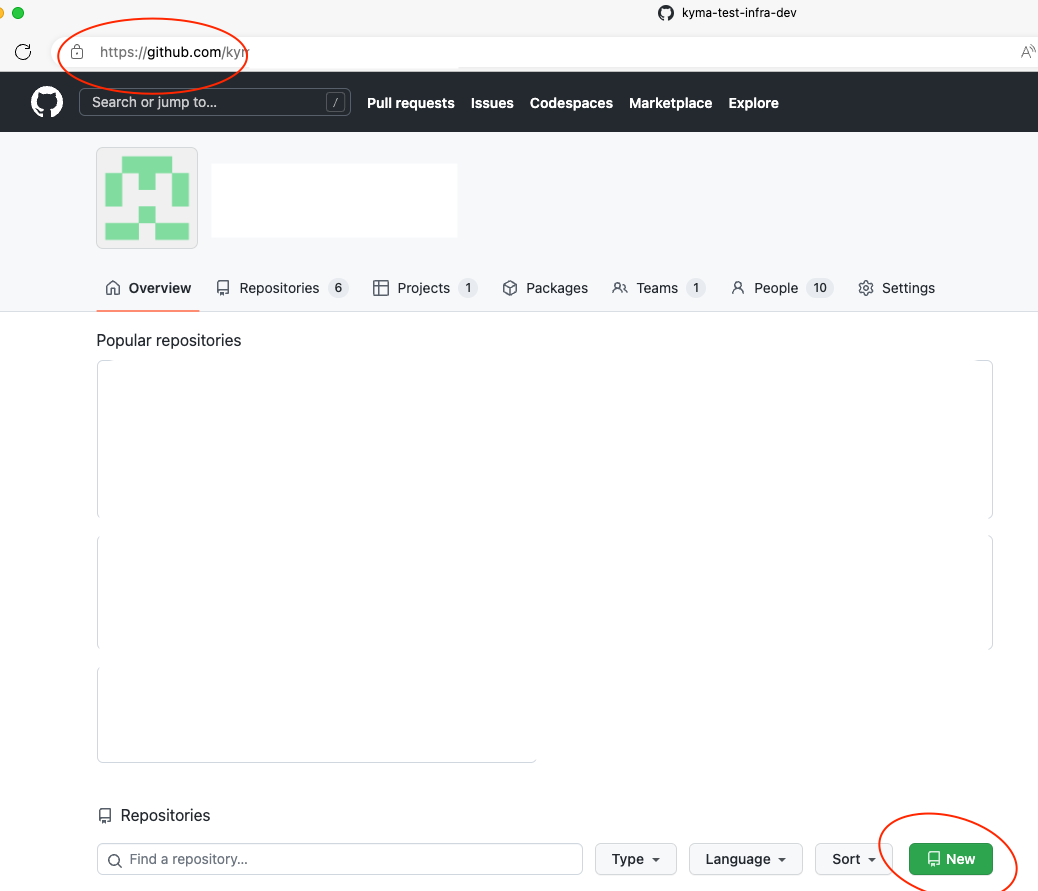 kyma-test-infra-dev
https://github.com/kyr
Search or jump to... /
Pull requests Issues Codespaces Marketplace Explore
Overview Repositories 6 Projects 1 Packages Teams 1 People 10 Settings
Popular repositories
Repositories
Find a repository... Type Language Sort New